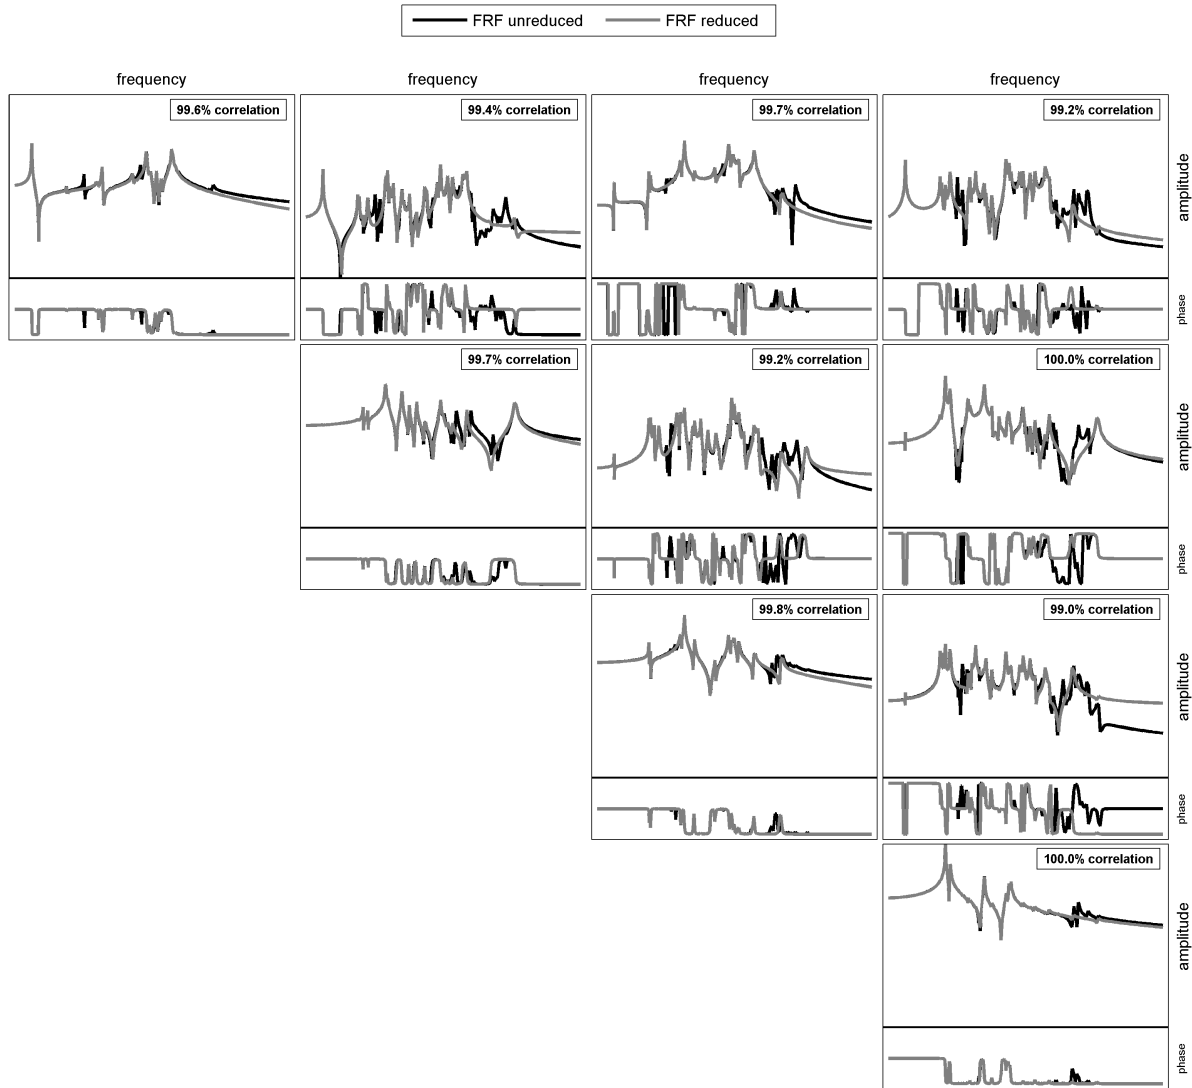 FRF unreduced FRF reduced
frequency frequency frequency frequency
99.6% correlation 99.4% correlation 99.7% correlation 99.2% correlation
amplitude
phase
99.7% correlation 99.2% correlation 100.0% correlation
amplitude
phase
99.8% correlation 99.0% correlation
amplitude
phase
100.0% correlation
amplitude
phase